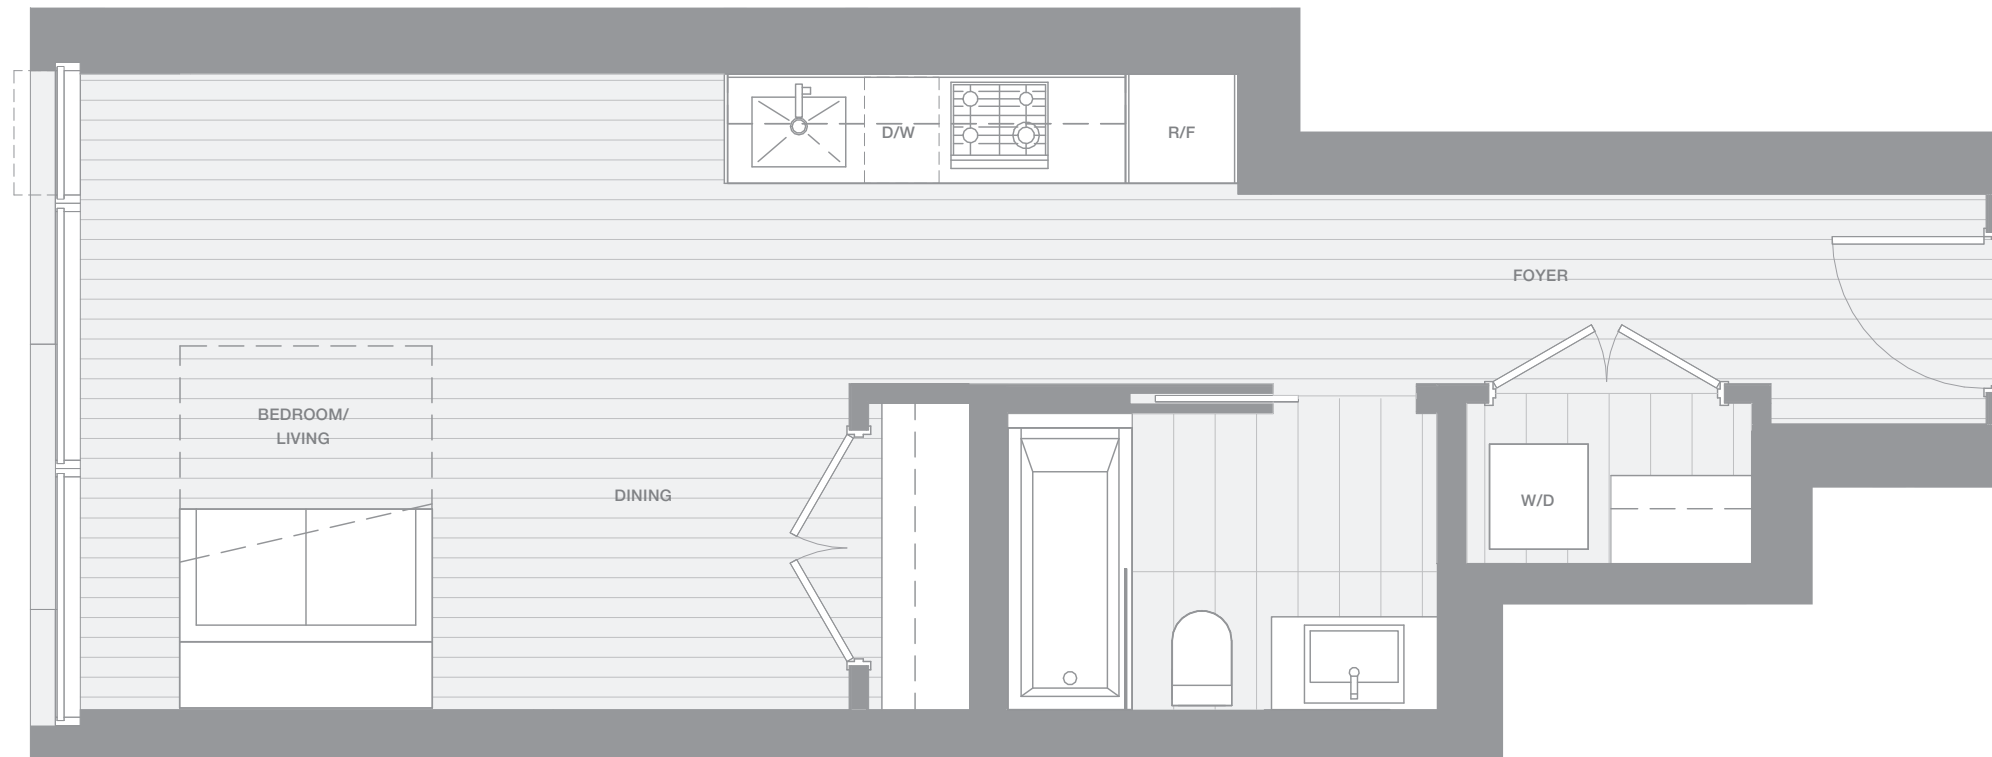 D/W
R/F
FOYER
BEDROOM/
LIVING
DINING
W/D